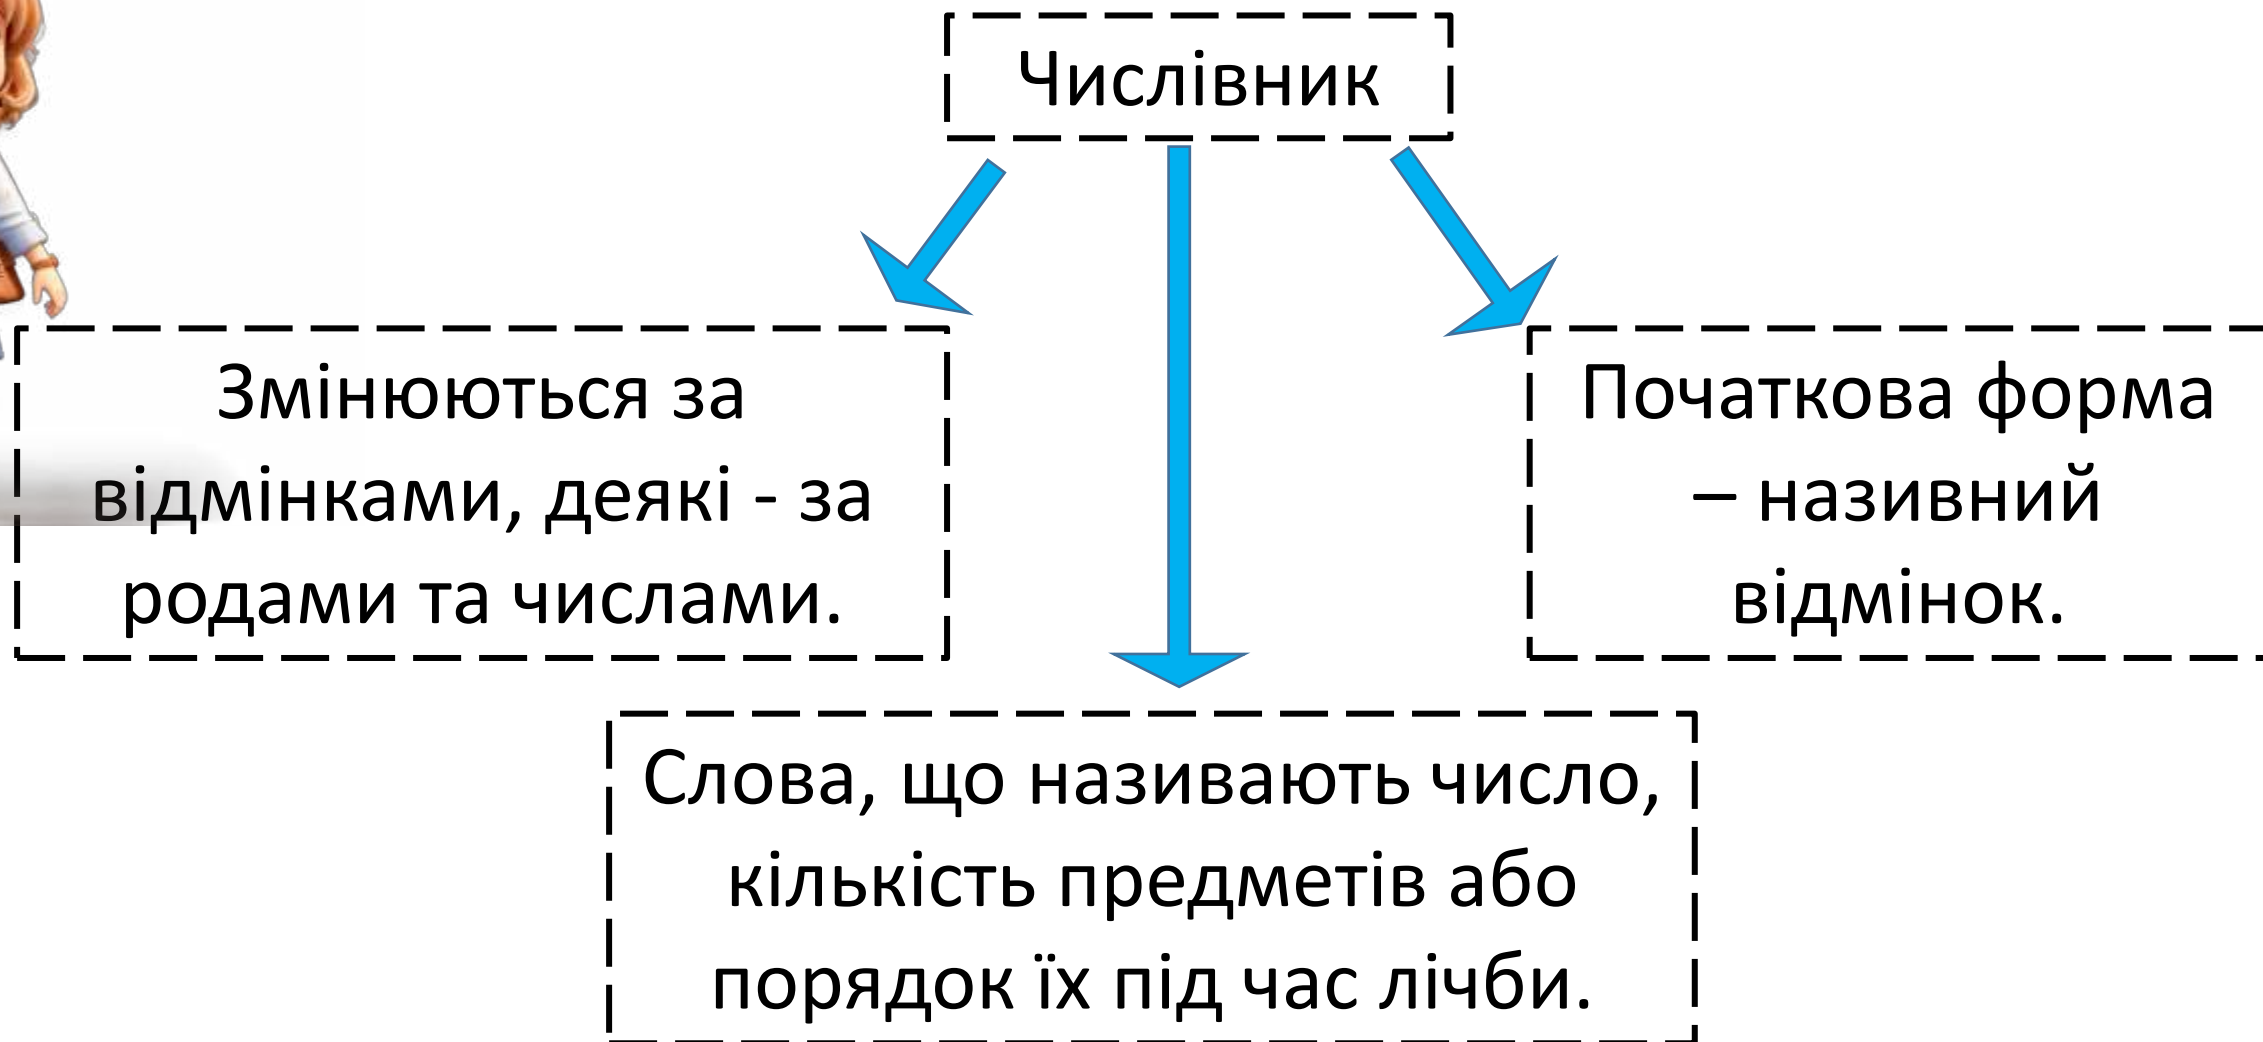 Числівник
Змінюються за
відмінками, деякі - за
родами та числами.
Початкова форма
– називний
відмінок.
Слова, що називають число,
кількість предметів або
порядок їх під час лічби.